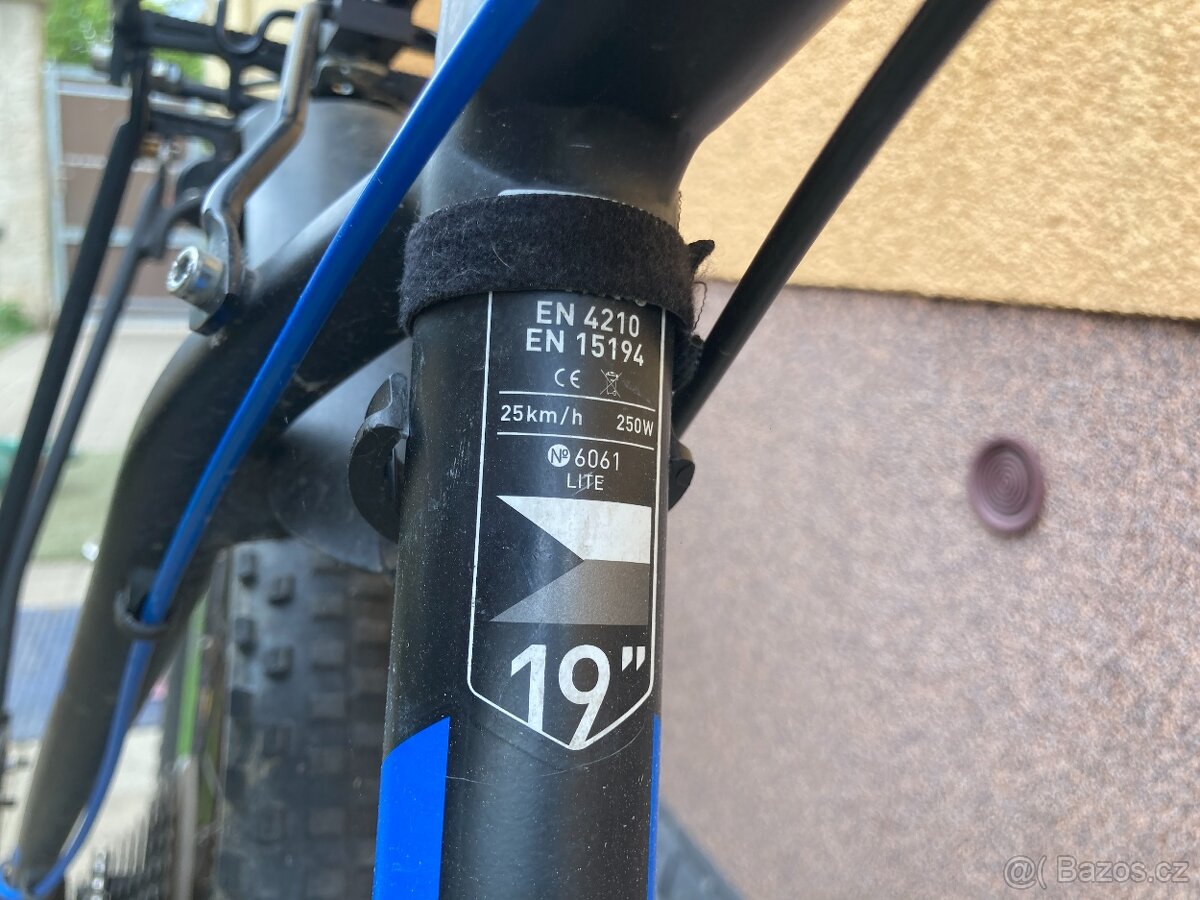 EN 4210
EN 15194
CE
25km/h 250W
№ 6061
LITE
19”
@( Bazos.cz